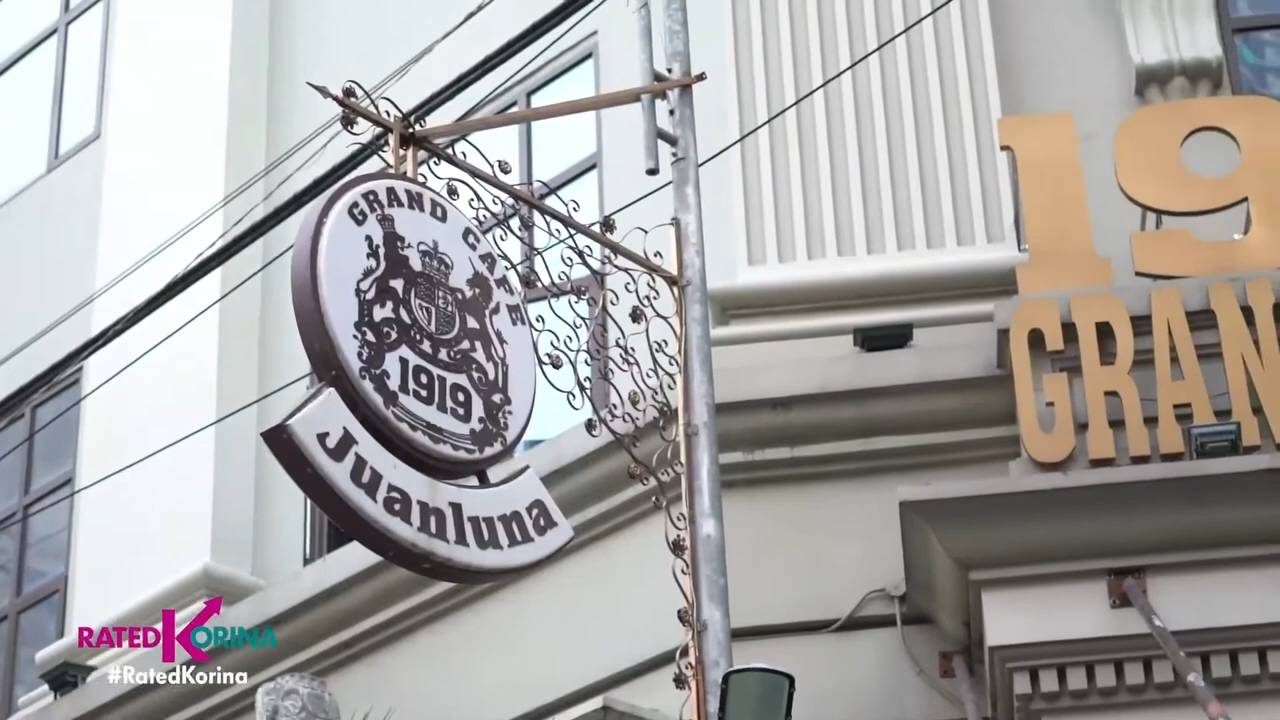 GRAND CAFE
1919
Juanluna
19
GRAN
RATED KORINA
#RatedKorina